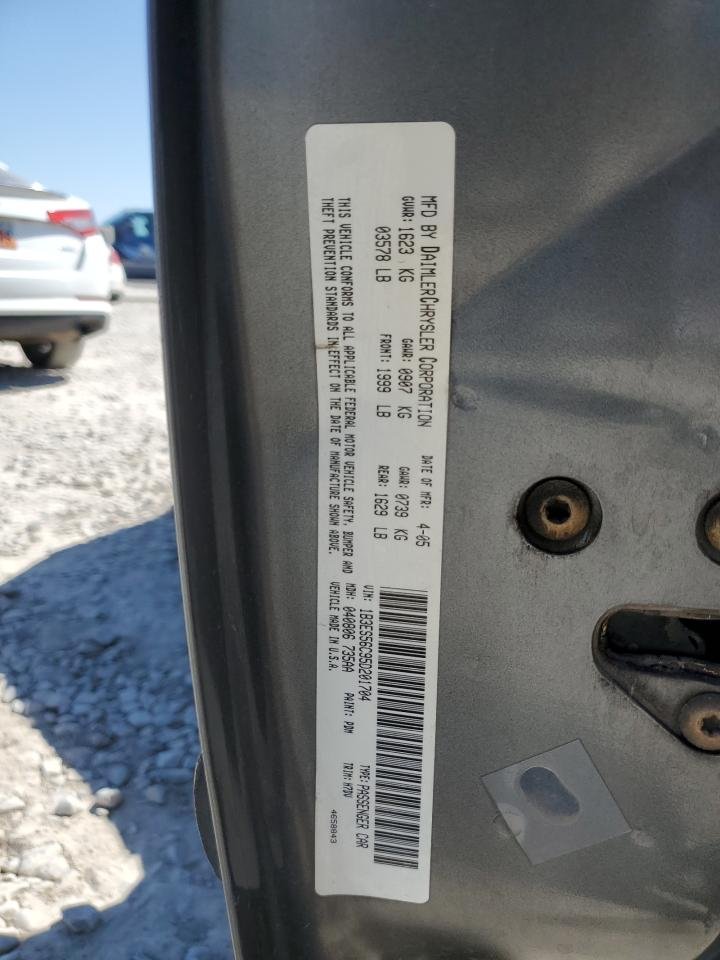 MFD BY DAIMLERCHRYSLER CORPORATION DATE OF MFR: 4-05
GVWR: 1623 KG GAWR: 0907 KG GAWR: 0739 KG
03578 LB FRONT: 1999 LB REAR: 1629 LB
THIS VEHICLE CONFORMS TO ALL APPLICABLE FEDERAL MOTOR VEHICLE SAFETY, BUMPER AND
THEFT PREVENTION STANDARDS IN EFFECT ON THE DATE OF MANUFACTURE SHOWN ABOVE.
VIN: 1B3ES56C95D201704 TYPE: PASSENGER CAR
MDH: 040806 735AA PAINT: PDM TRIM: M7DV
VEHICLE MADE IN U.S.A. 4658843